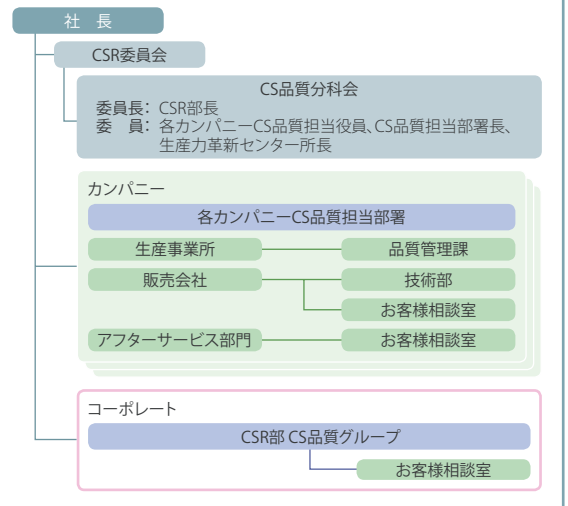 社 長
CSR委員会
CS品質分科会
委員長： CSR部長
委　員： 各カンパニーCS品質担当役員、CS品質担当部署長、
生産力革新センター所長
カンパニー
各カンパニーCS品質担当部署
生産事業所 品質管理課
販売会社 技術部
お客様相談室
アフターサービス部門 お客様相談室
コーポレート
CSR部 CS品質グループ
お客様相談室